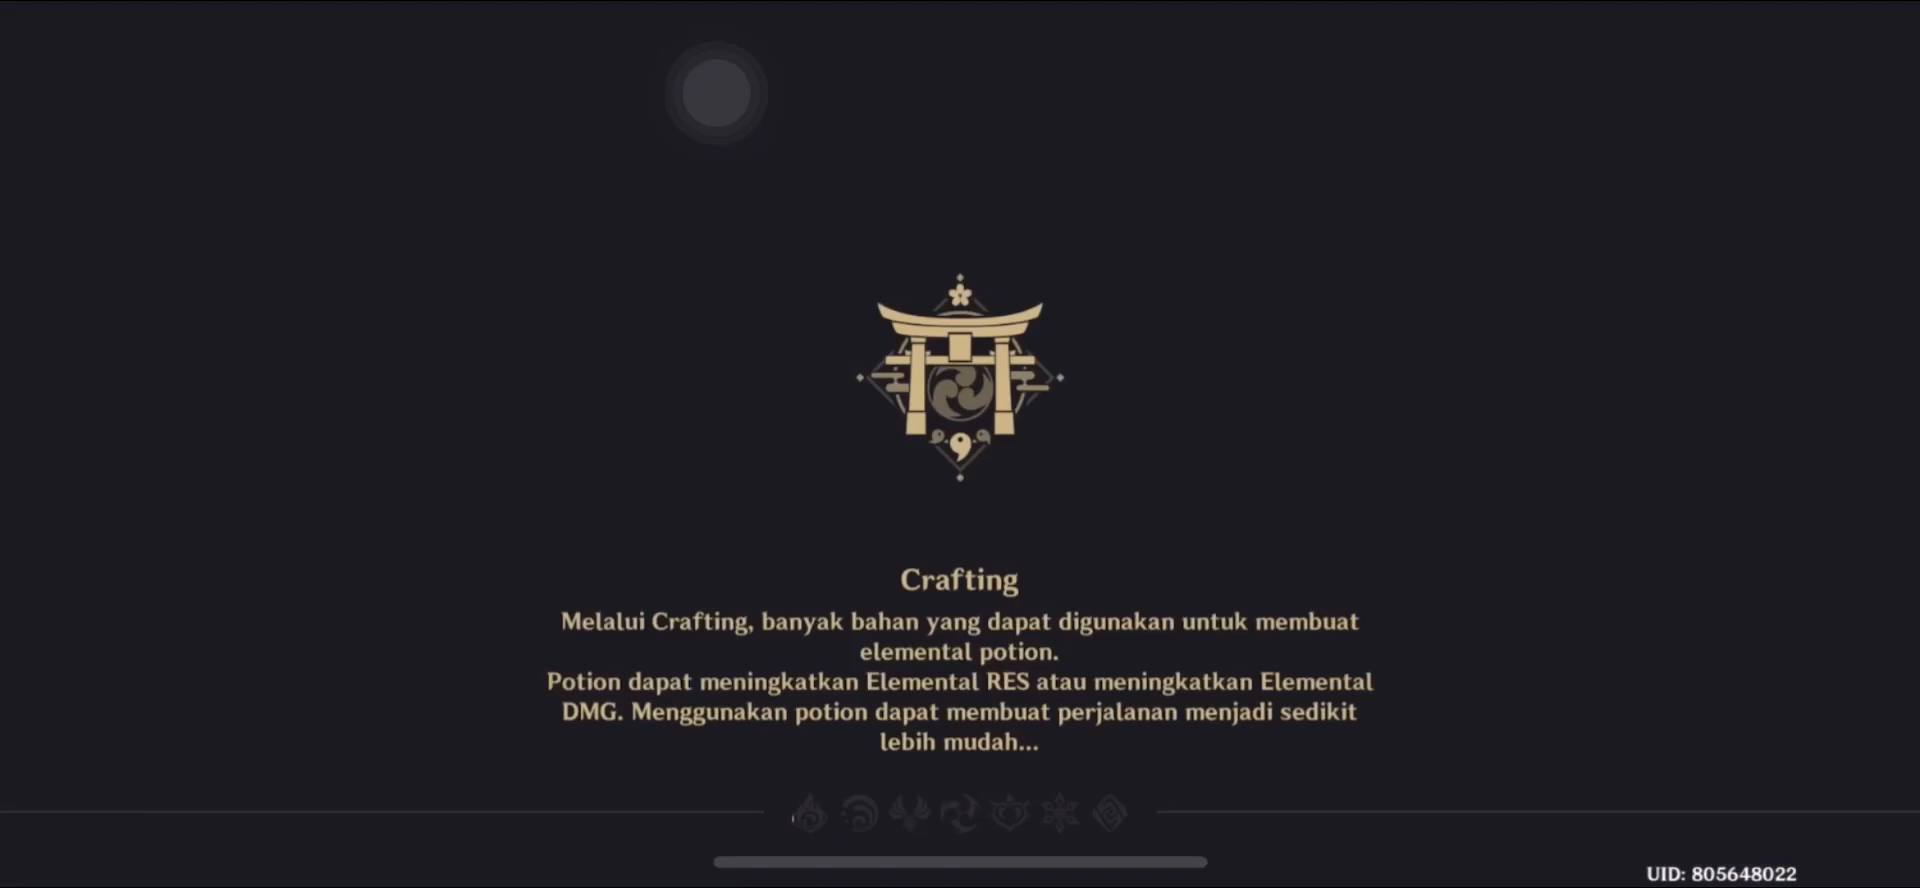 Crafting
Melalui Crafting, banyak bahan yang dapat digunakan untuk membuat
elemental potion.
Potion dapat meningkatkan Elemental RES atau meningkatkan Elemental
DMG. Menggunakan potion dapat membuat perjalanan menjadi sedikit
lebih mudah...
UID: 805648022